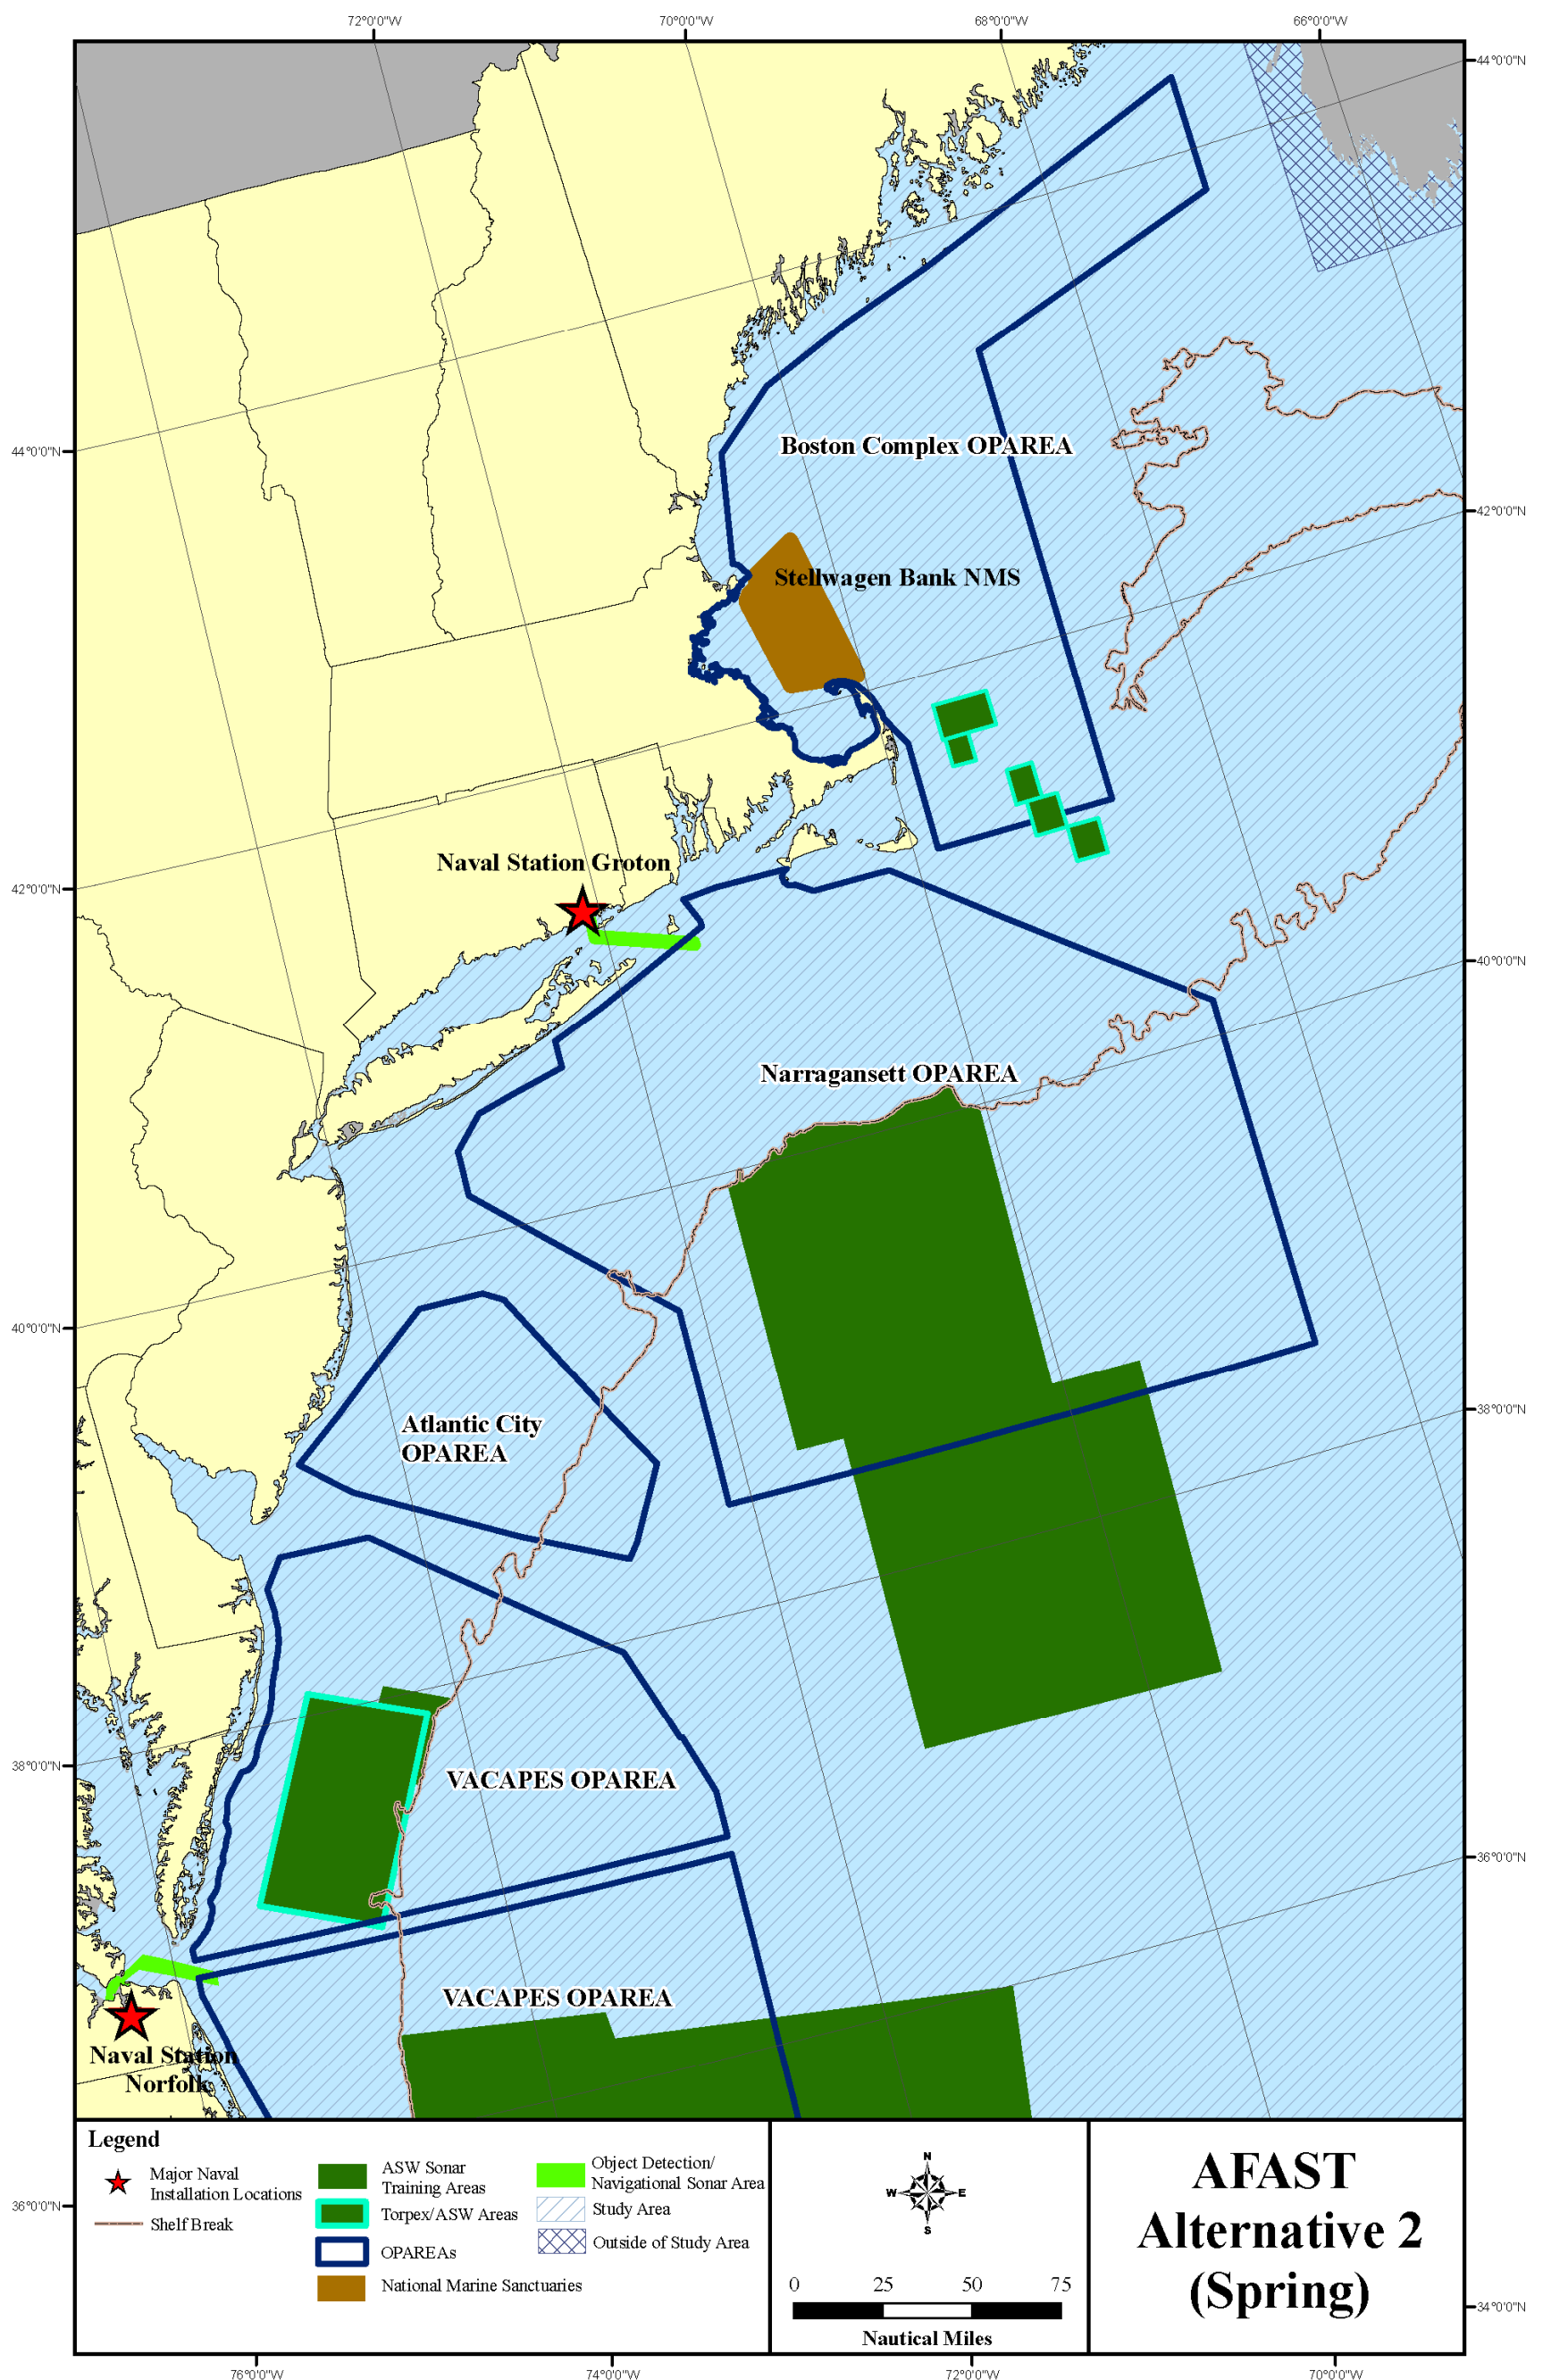 72°0'0"W
70°0'0"W
68°0'0"W
66°0'0"W
44°0'0"N
42°0'0"N
40°0'0"N
38°0'0"N
36°0'0"N
34°0'0"N
44°0'0"N
42°0'0"N
40°0'0"N
38°0'0"N
36°0'0"N
Boston Complex OPAREA
Stellwagen Bank NMS
Naval Station Groton
Narragansett OPAREA
Atlantic City
OPAREA
VACAPES OPAREA
VACAPES OPAREA
Naval Station
Norfolk
Legend
Major Naval
Installation Locations
Shelf Break
ASW Sonar
Training Areas
Torpex/ASW Areas
OPAREAs
National Marine Sanctuaries
Object Detection/
Navigational Sonar Area
Study Area
Outside of Study Area
N
W
E
S
0 25 50 75
Nautical Miles
AFAST
Alternative 2
(Spring)
76°0'0"W
74°0'0"W
72°0'0"W
70°0'0"W